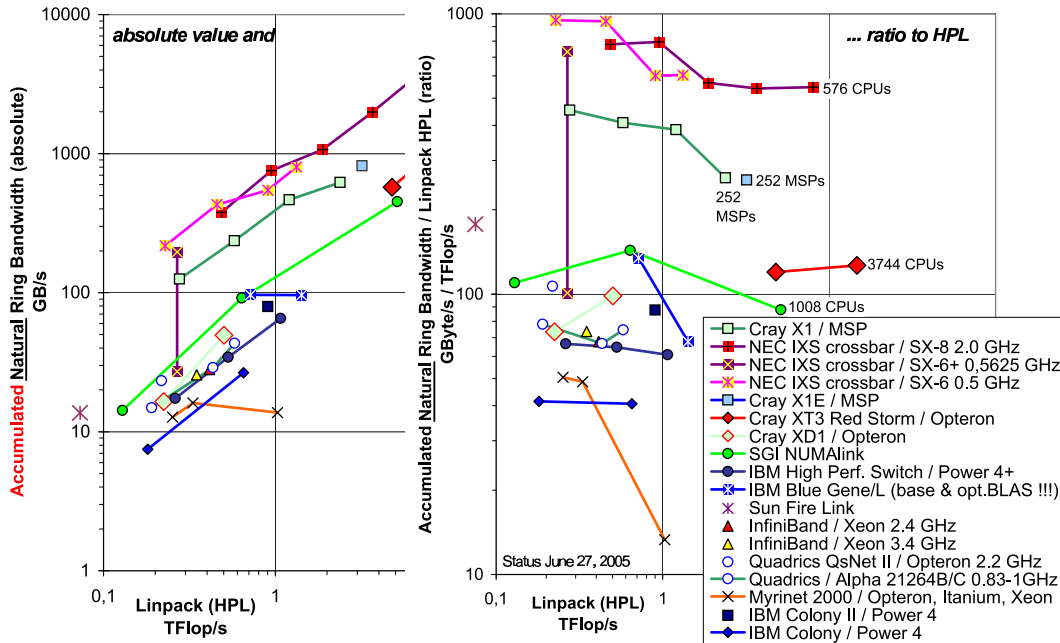 absolute value and
... ratio to HPL
Accumulated Natural Ring Bandwidth (absolute)
GB/s
10000
1000
100
10
1
0,1
1
Linpack (HPL)
TFlop/s
Accumulated Natural Ring Bandwidth / Linpack HPL (ratio)
GByte/s / TFlop/s
1000
100
10
0,1
1
Linpack (HPL)
TFlop/s
576 CPUs
252 MSPs
252
MSPs
3744 CPUs
1008 CPUs
Status June 27, 2005
Cray X1 / MSP
NEC IXS crossbar / SX-8 2.0 GHz
NEC IXS crossbar / SX-6+ 0,5625 GHz
NEC IXS crossbar / SX-6 0.5 GHz
Cray X1E / MSP
Cray XT3 Red Storm / Opteron
Cray XD1 / Opteron
SGI NUMAlink
IBM High Perf. Switch / Power 4+
IBM Blue Gene/L (base & opt.BLAS !!!)
Sun Fire Link
InfiniBand / Xeon 2.4 GHz
InfiniBand / Xeon 3.4 GHz
Quadrics QsNet II / Opteron 2.2 GHz
Quadrics / Alpha 21264B/C 0.83-1GHz
Myrinet 2000 / Opteron, Itanium, Xeon
IBM Colony II / Power 4
IBM Colony / Power 4